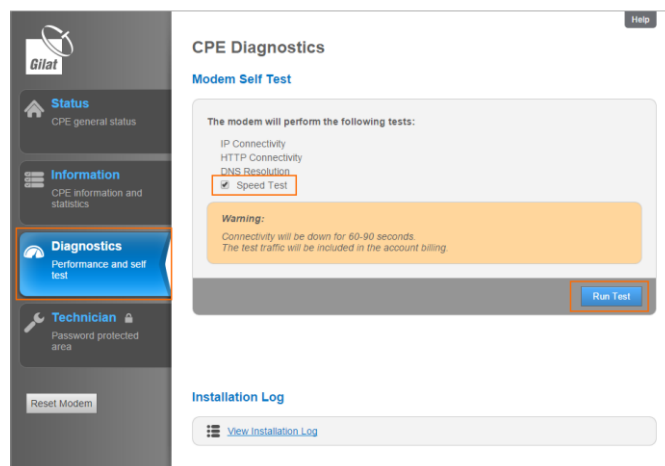 Help
Gilat
CPE Diagnostics
Modem Self Test
Status
CPE general status
Information
CPE information and
statistics
Diagnostics
Performance and self
test
Technician
Password protected
area
Reset Modem
The modem will perform the following tests:
IP Connectivity
HTTP Connectivity
DNS Resolution
Speed Test
Warning:
Connectivity will be down for 60-90 seconds.
The test traffic will be included in the account billing.
Run Test
Installation Log
View Installation Log